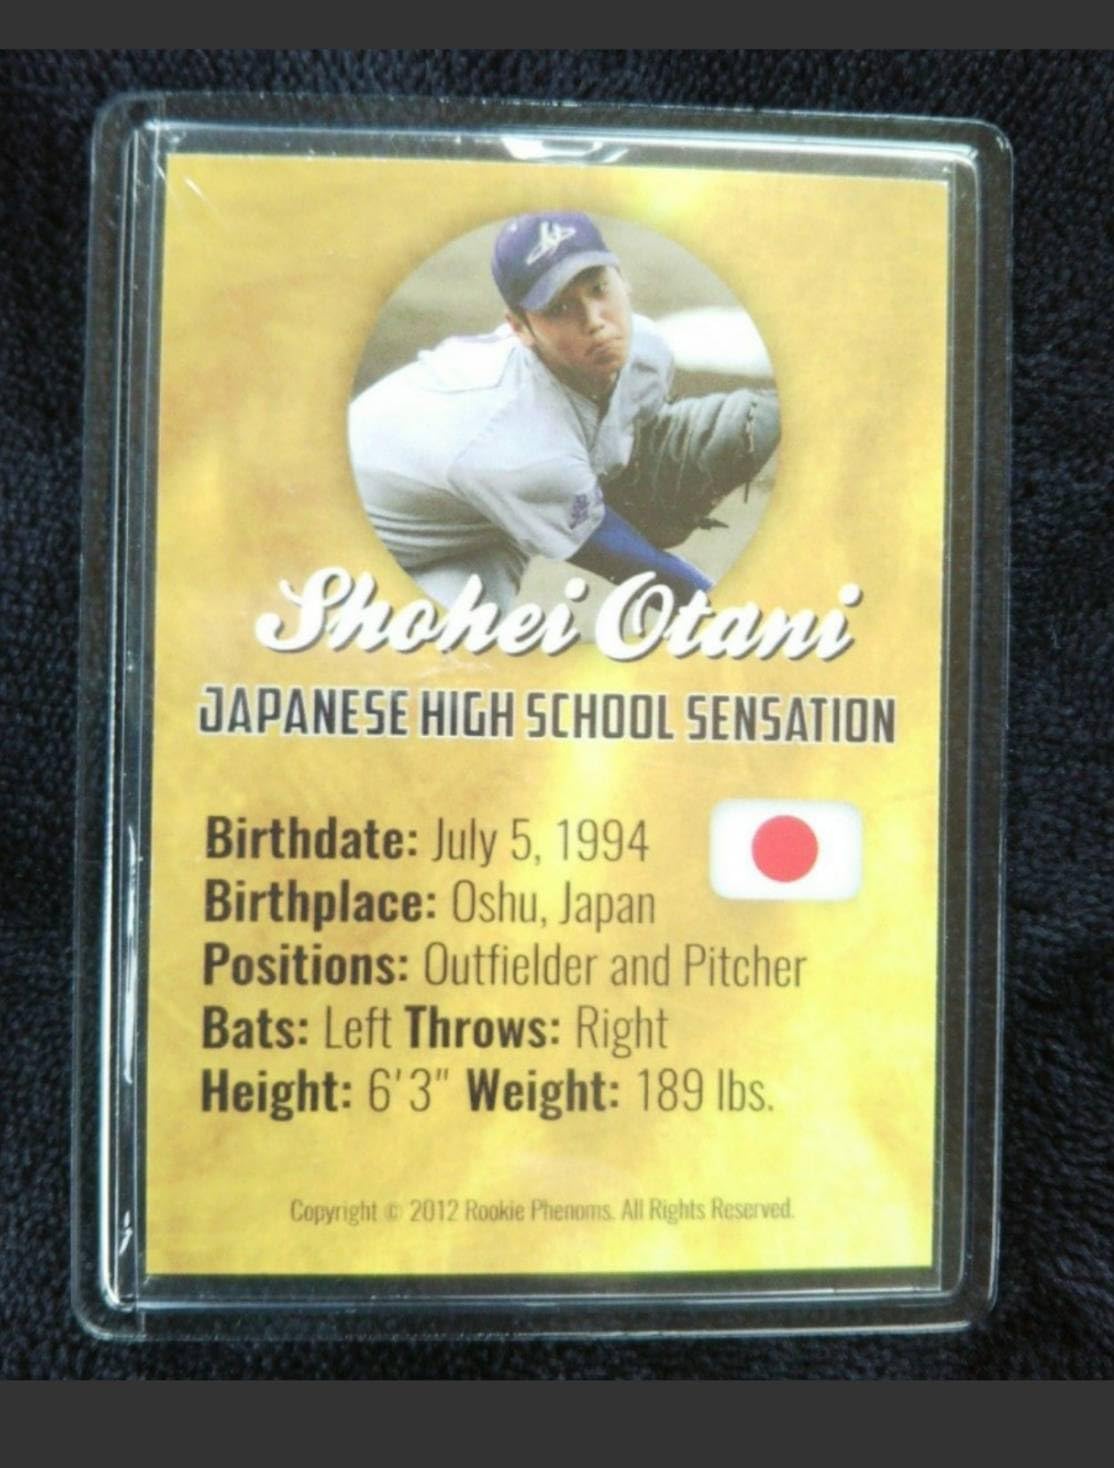 Shohei Otani
JAPANESE HIGH SCHOOL SENSATION
Birthdate: July 5, 1994
Birthplace: Oshu, Japan
Positions: Outfielder and Pitcher
Bats: Left Throws: Right
Height: 6'3" Weight: 189 lbs.
Copyright © 2012 Rookie Phenoms. All Rights Reserved.